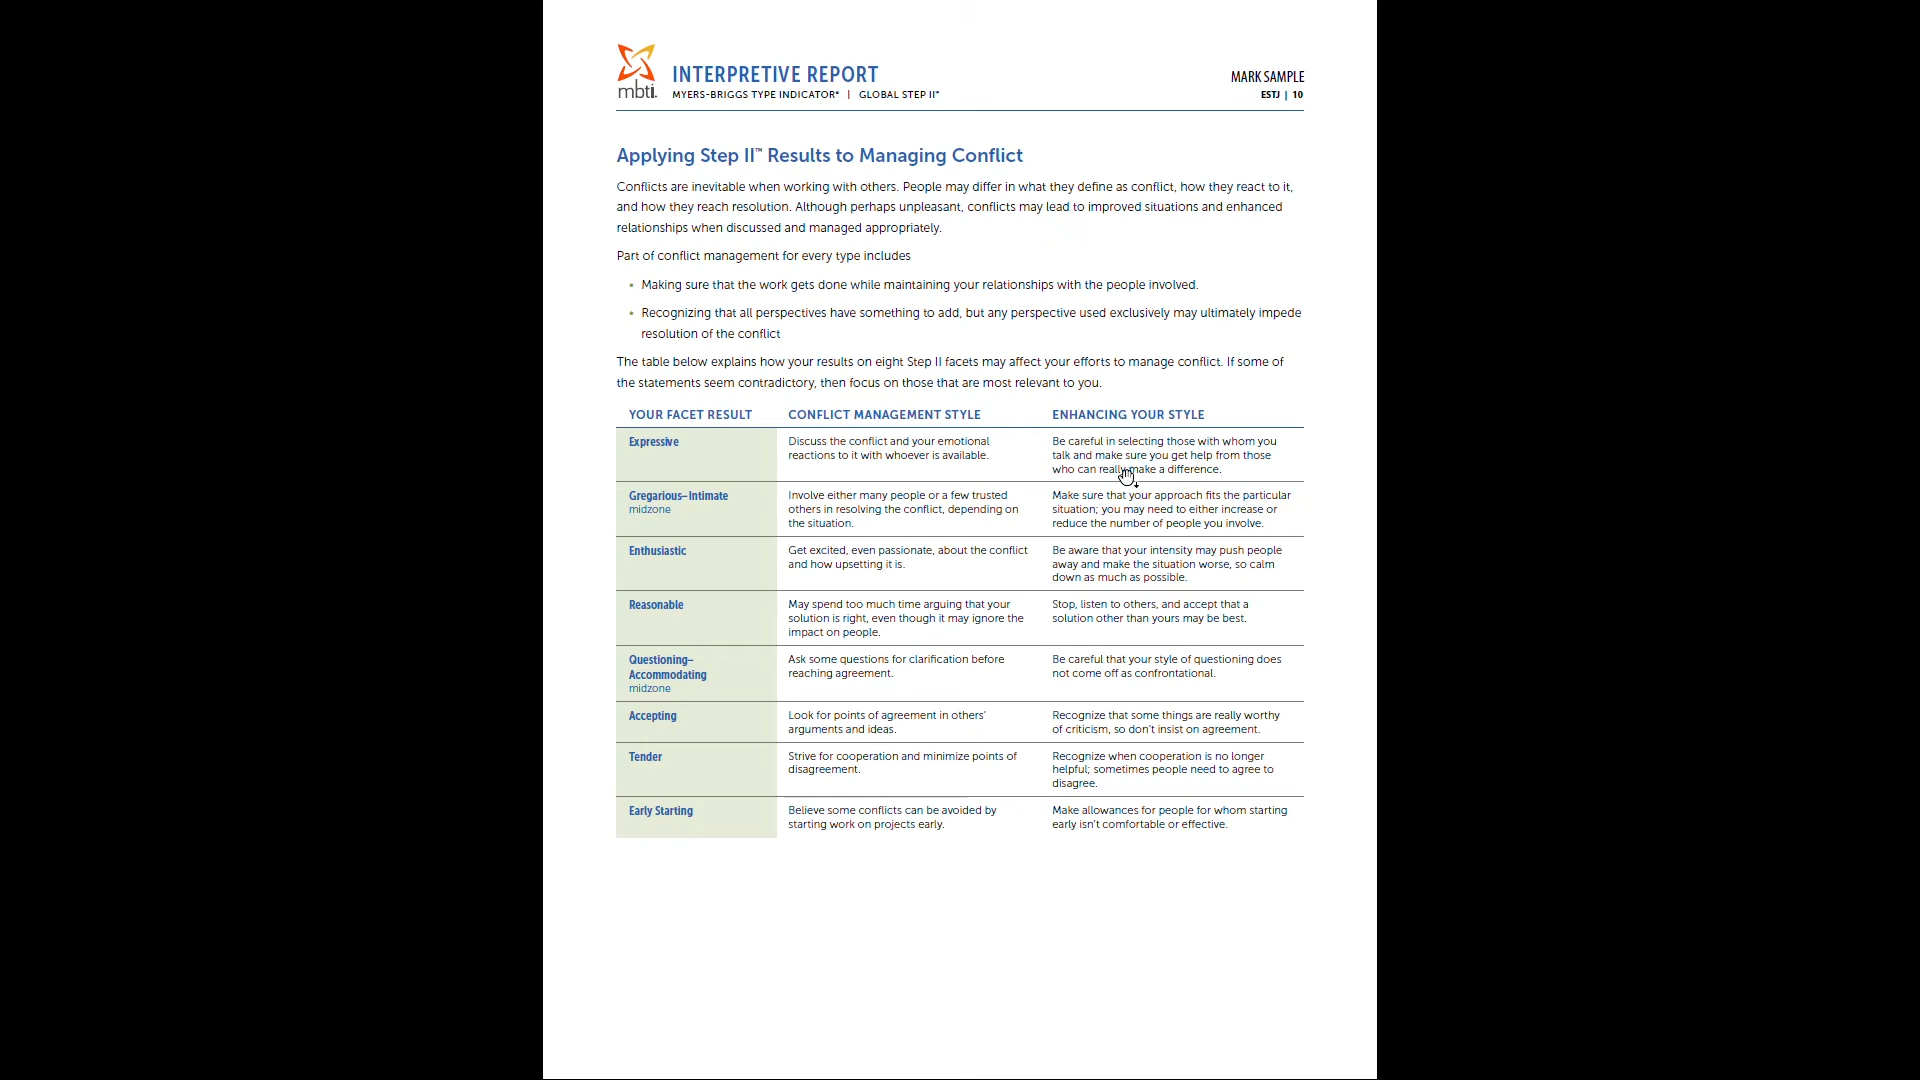 mbti.
INTERPRETIVE REPORT
MYERS-BRIGGS TYPE INDICATOR® | GLOBAL STEP II™
MARK SAMPLE
ESTJ | 10
Applying Step II™ Results to Managing Conflict
Conflicts are inevitable when working with others. People may differ in what they define as conflict, how they react to it,
and how they reach resolution. Although perhaps unpleasant, conflicts may lead to improved situations and enhanced
relationships when discussed and managed appropriately.
Part of conflict management for every type includes
• Making sure that the work gets done while maintaining your relationships with the people involved.
• Recognizing that all perspectives have something to add, but any perspective used exclusively may ultimately impede
resolution of the conflict
The table below explains how your results on eight Step II facets may affect your efforts to manage conflict. If some of
the statements seem contradictory, then focus on those that are most relevant to you.
YOUR FACET RESULT CONFLICT MANAGEMENT STYLE ENHANCING YOUR STYLE
Expressive
Discuss the conflict and your emotional
reactions to it with whoever is available.
Be careful in selecting those with whom you
talk and make sure you get help from those
who can really make a difference.
Gregarious–Intimate
midzone
Involve either many people or a few trusted
others in resolving the conflict, depending on
the situation.
Make sure that your approach fits the particular
situation; you may need to either increase or
reduce the number of people you involve.
Enthusiastic
Get excited, even passionate, about the conflict
and how upsetting it is.
Be aware that your intensity may push people
away and make the situation worse, so calm
down as much as possible.
Reasonable
May spend too much time arguing that your
solution is right, even though it may ignore the
impact on people.
Stop, listen to others, and accept that a
solution other than yours may be best.
Questioning–
Accommodating
midzone
Ask some questions for clarification before
reaching agreement.
Be careful that your style of questioning does
not come off as confrontational.
Accepting
Look for points of agreement in others’
arguments and ideas.
Recognize that some things are really worthy
of criticism, so don’t insist on agreement.
Tender
Strive for cooperation and minimize points of
disagreement.
Recognize when cooperation is no longer
helpful; sometimes people need to agree to
disagree.
Early Starting
Believe some conflicts can be avoided by
starting work on projects early.
Make allowances for people for whom starting
early isn’t comfortable or effective.